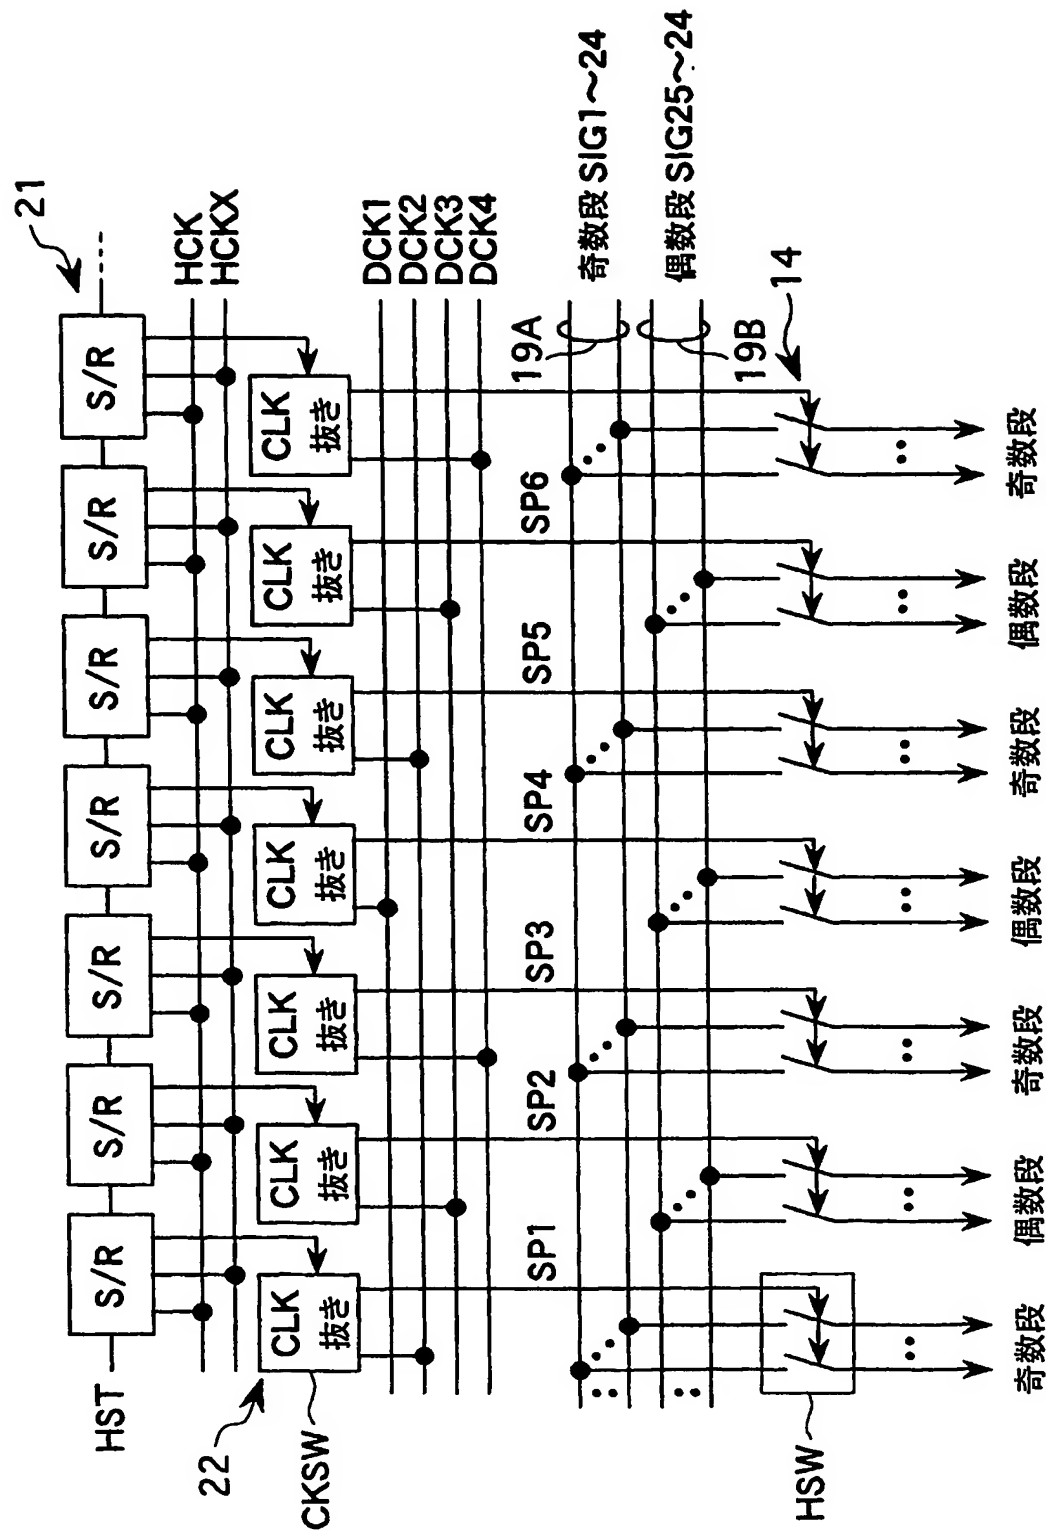 21
HST
S/R
S/R
S/R
S/R
S/R
S/R
S/R
HCK
HCKX
22
CKSW
CLK
抜き
CLK
抜き
CLK
抜き
CLK
抜き
CLK
抜き
CLK
抜き
CLK
抜き
DCK1
DCK2
DCK3
DCK4
SP1
SP2
SP3
SP4
SP5
SP6
19A
奇数段 SIG1～24
偶数段 SIG25～24
19B
14
HSW
奇数段
偶数段
奇数段
偶数段
奇数段
偶数段
奇数段